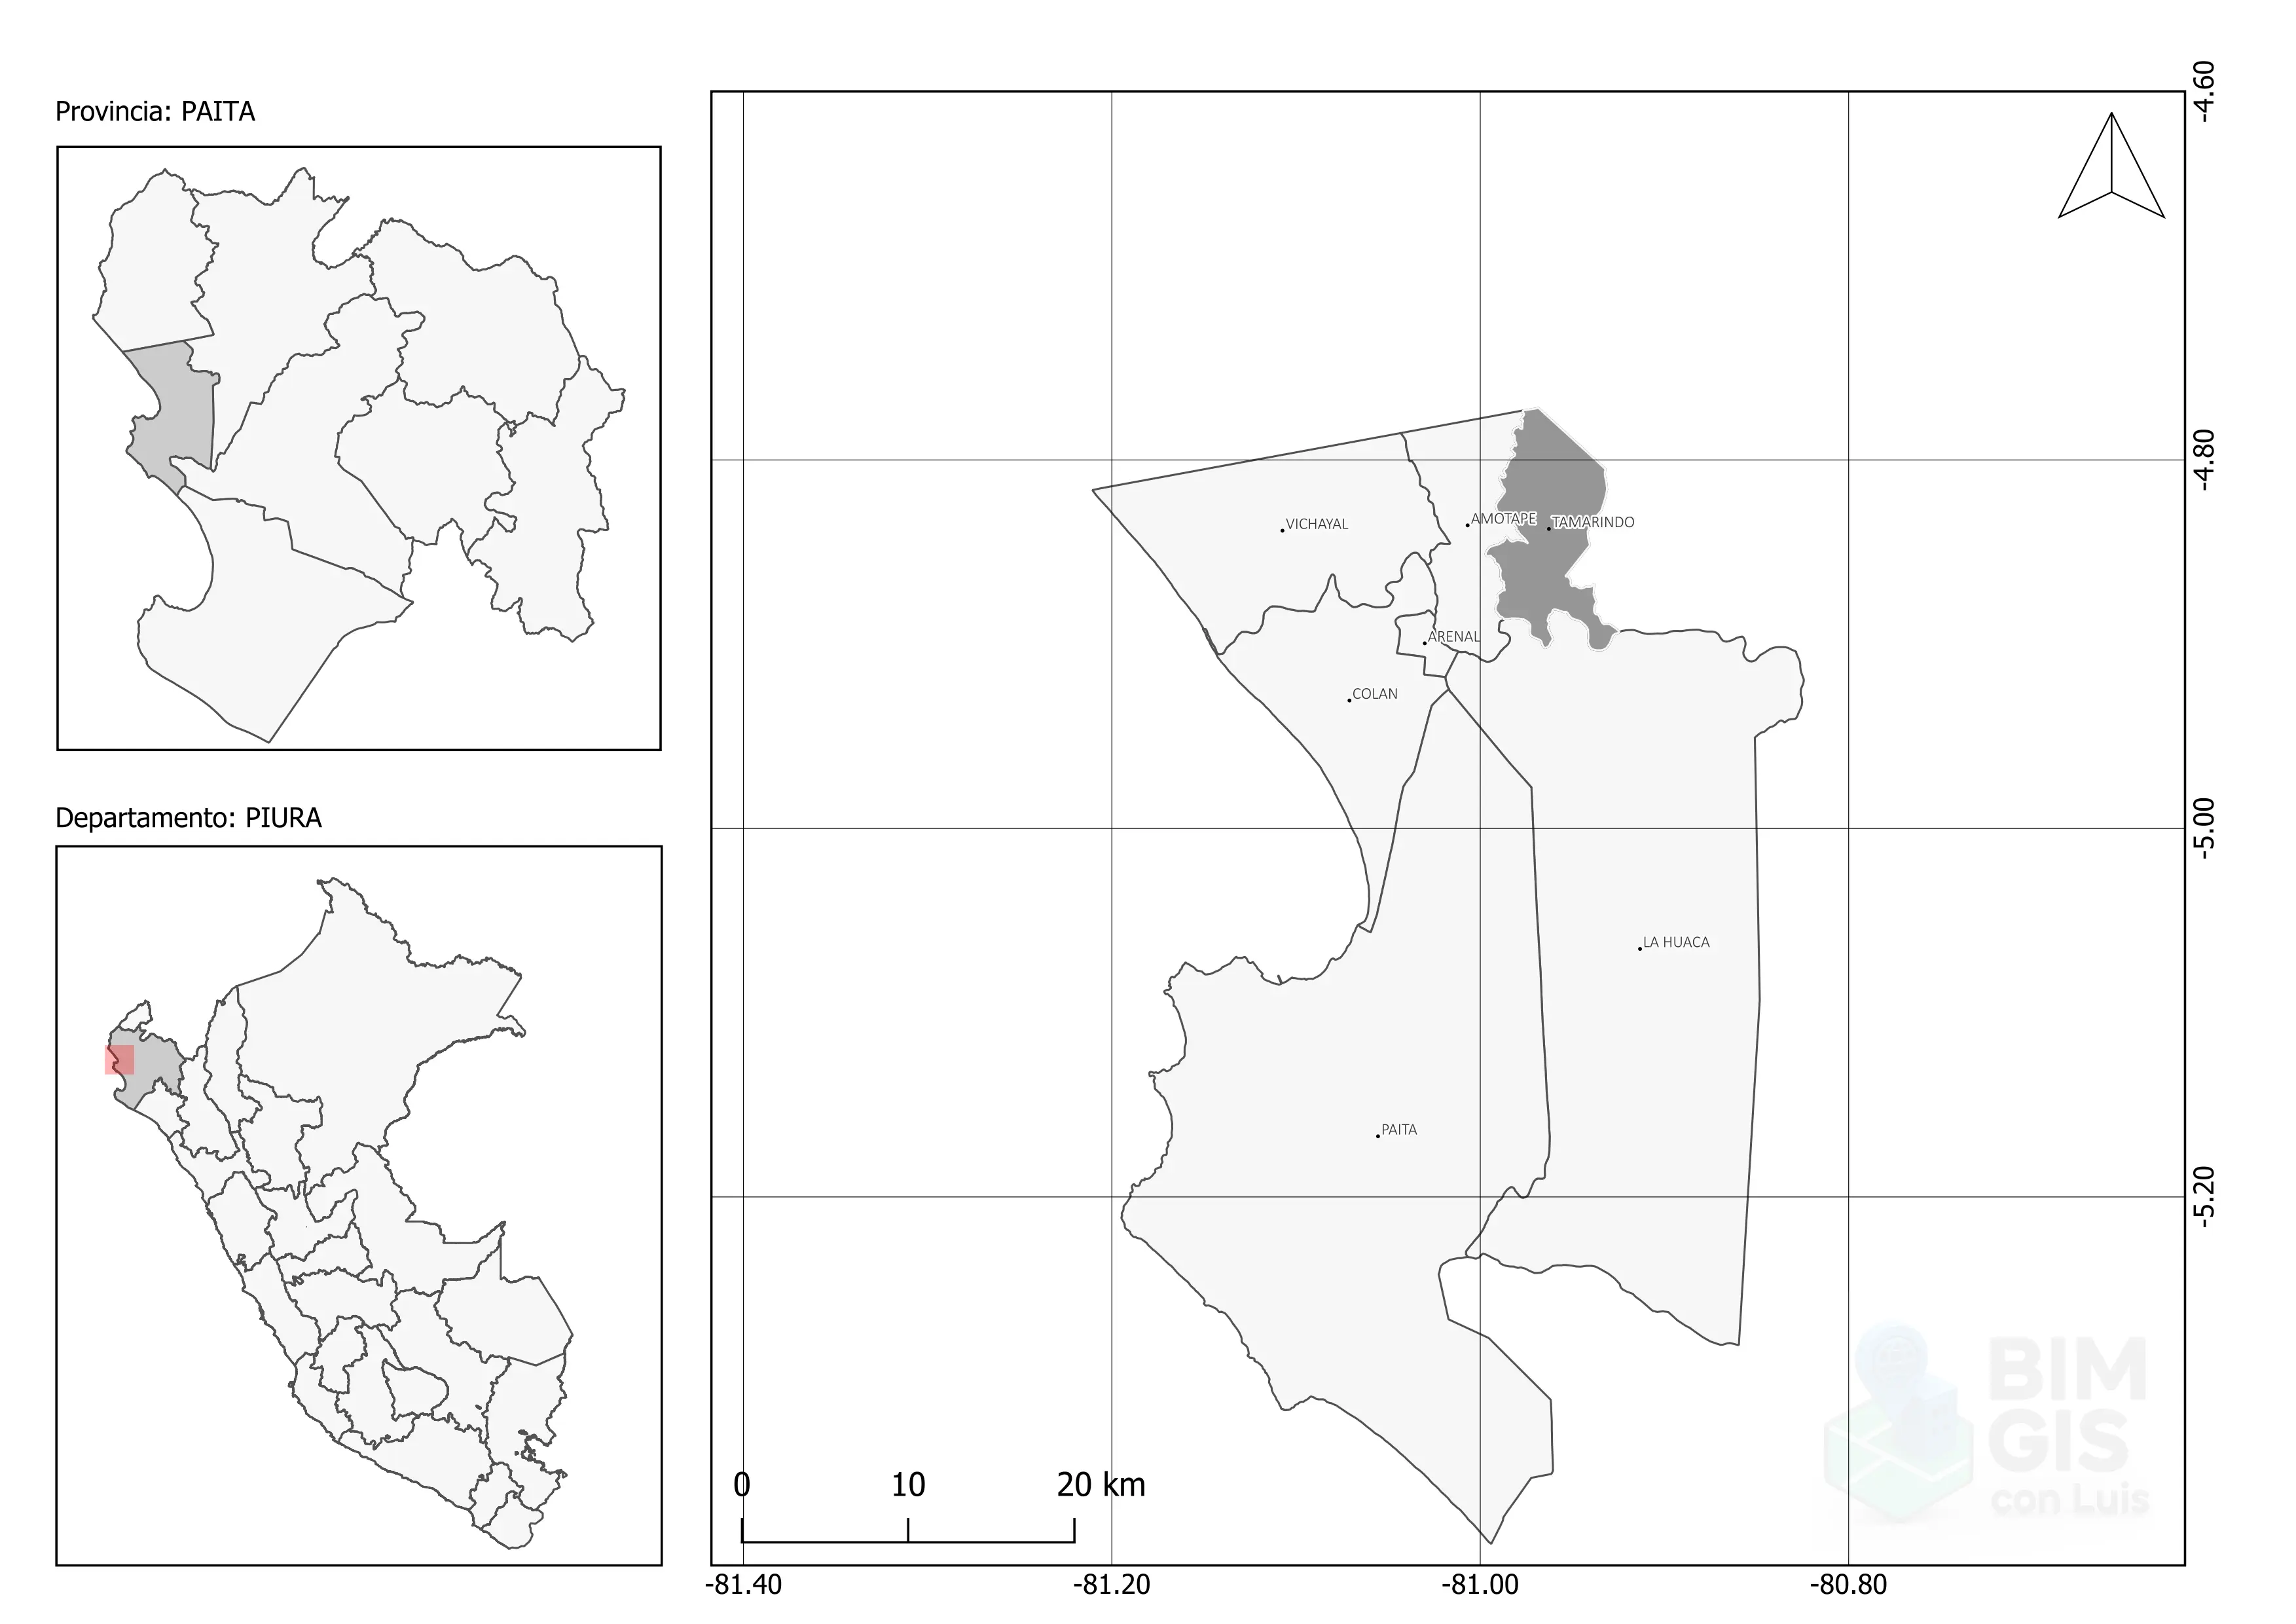 Provincia: PAITA
Departamento: PIURA
-4.60
-4.80
-5.00
-5.20
VICHAYAL
AMOTAPE
TAMARINDO
ARENAL
COLAN
LA HUACA
PAITA
0 10 20 km
BIM
GIS
con Luis
-81.40 -81.20 -81.00 -80.80